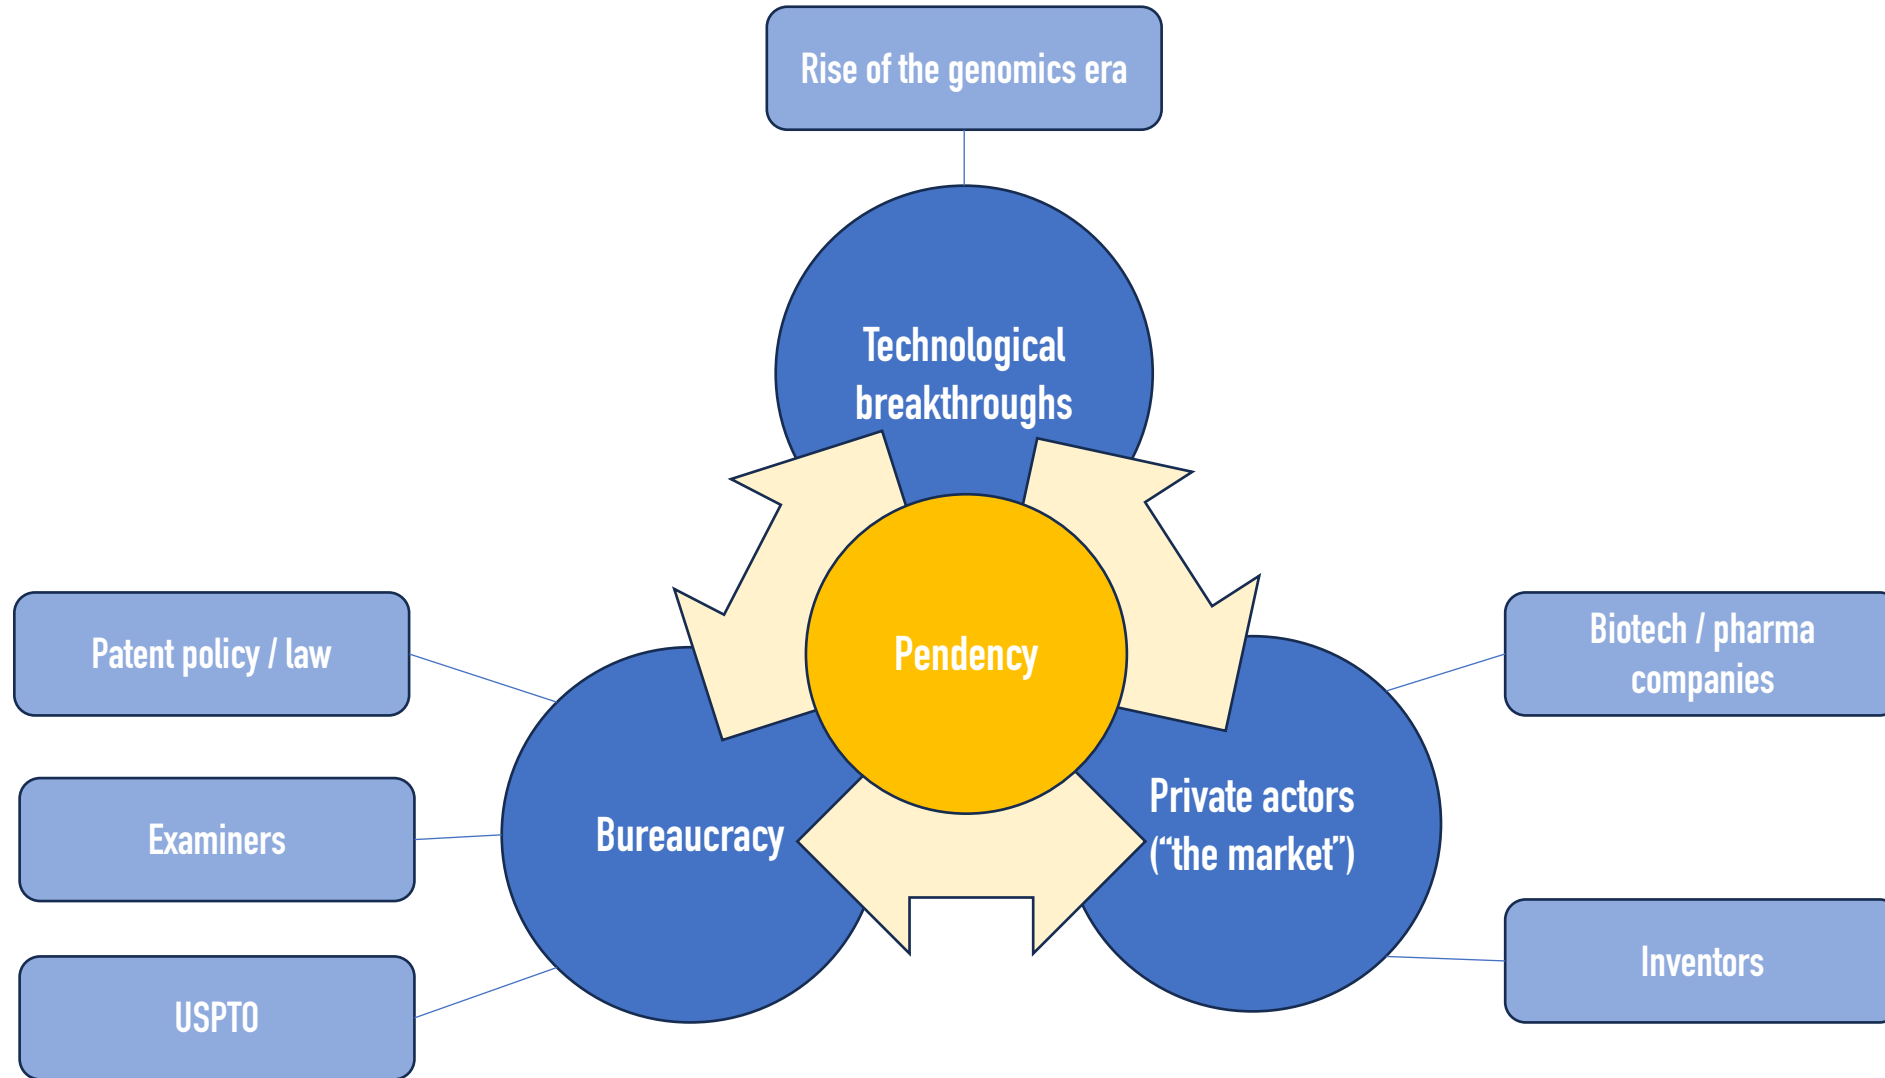 Rise of the genomics era
Technological
breakthroughs
Pendency
Patent policy / law
Examiners
USPTO
Bureaucracy
Private actors
(“the market”)
Biotech / pharma
companies
Inventors